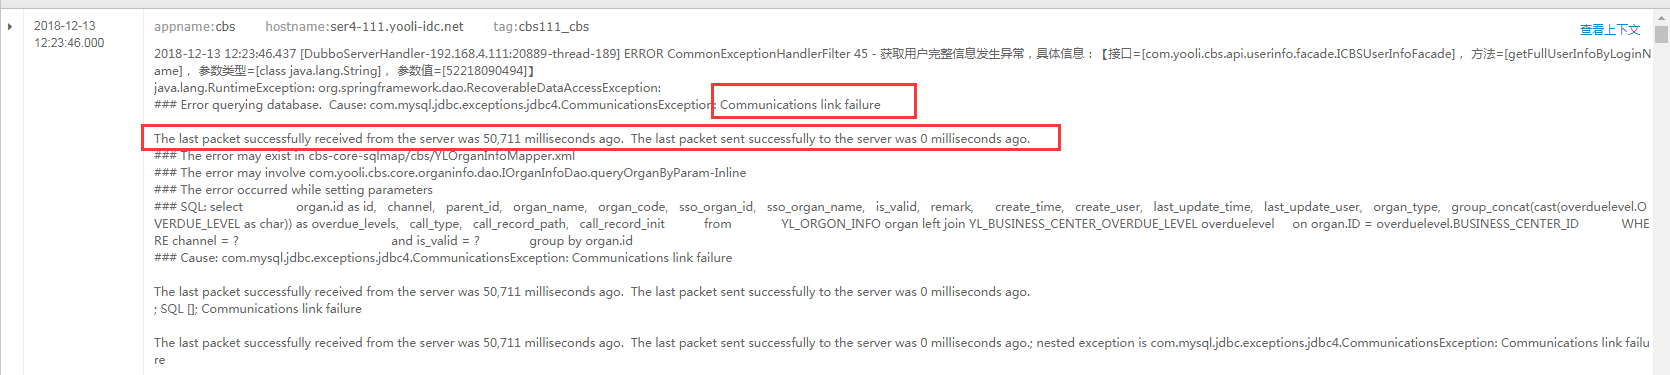 2018-12-13
12:23:46.000
appname:cbs hostname:ser4-111.yooli-idc.net tag:cbs111_cbs
查看上下文
2018-12-13 12:23:46.437 [DubboServerHandler-192.168.4.111:20889-thread-189] ERROR CommonExceptionHandlerFilter 45 - 获取用户完整信息发生异常，具体信息：【接口=[com.yooli.cbs.api.userinfo.facade.ICBSUserInfoFacade]， 方法=[getFullUserInfoByLoginN
ame]， 参数类型=[class java.lang.String]， 参数值=[52218090494]】
java.lang.RuntimeException: org.springframework.dao.RecoverableDataAccessException:
### Error querying database. Cause: com.mysql.jdbc.exceptions.jdbc4.CommunicationsException: Communications link failure
The last packet successfully received from the server was 50,711 milliseconds ago. The last packet sent successfully to the server was 0 milliseconds ago.
### The error may exist in cbs-core-sqlmap/cbs/YLOrganInfoMapper.xml
### The error may involve com.yooli.cbs.core.organinfo.dao.IOrganInfoDao.queryOrganByParam-Inline
### The error occurred while setting parameters
### SQL: select organ.id as id, channel, parent_id, organ_name, organ_code, sso_organ_id, sso_organ_name, is_valid, remark, create_time, create_user, last_update_time, last_update_user, organ_type, group_concat(cast(overduelevel.O
VERDUE_LEVEL as char)) as overdue_levels, call_type, call_record_path, call_record_init from YL_ORGON_INFO organ left join YL_BUSINESS_CENTER_OVERDUE_LEVEL overduelevel on organ.ID = overduelevel.BUSINESS_CENTER_ID WHE
RE channel = ? and is_valid = ? group by organ.id
### Cause: com.mysql.jdbc.exceptions.jdbc4.CommunicationsException: Communications link failure
The last packet successfully received from the server was 50,711 milliseconds ago. The last packet sent successfully to the server was 0 milliseconds ago.
; SQL []; Communications link failure
The last packet successfully received from the server was 50,711 milliseconds ago. The last packet sent successfully to the server was 0 milliseconds ago.; nested exception is com.mysql.jdbc.exceptions.jdbc4.CommunicationsException: Communications link failu
re